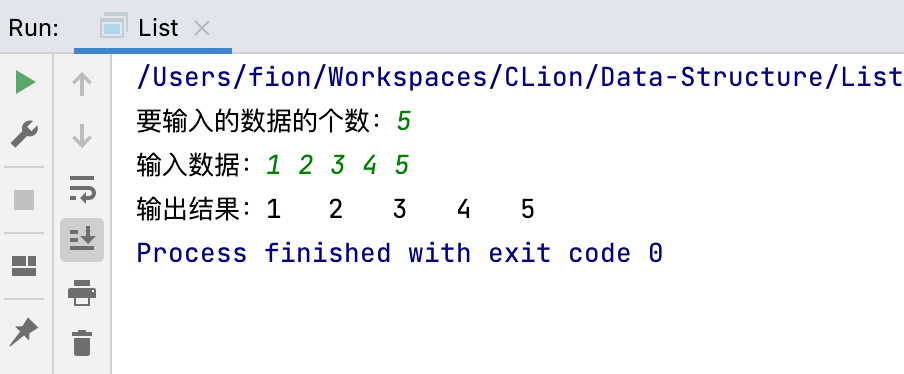 Run: List
/Users/fion/Workspaces/CLion/Data-Structure/List
要输入的数据的个数：5
输入数据：1 2 3 4 5
输出结果：1   2   3   4   5
Process finished with exit code 0